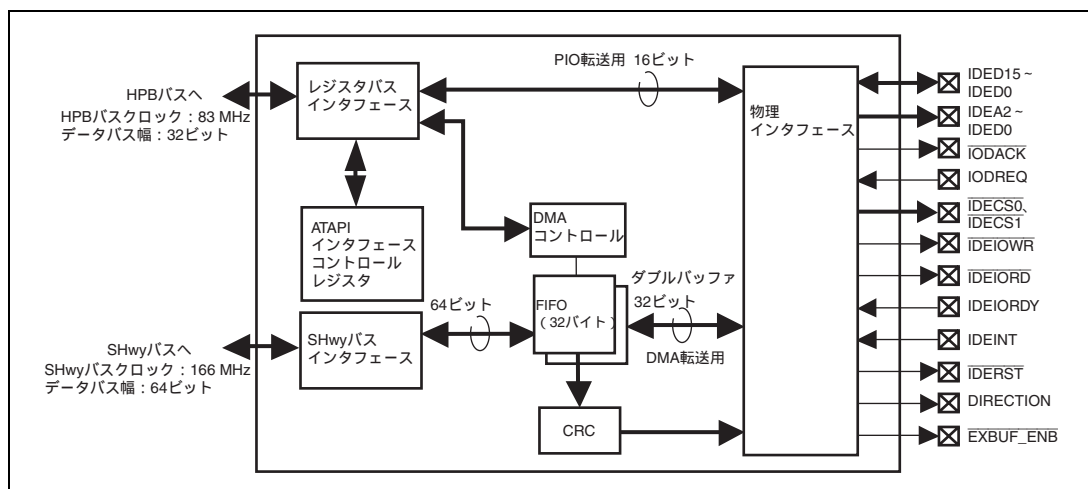 PIO転送用 16ビット
レジスタバス
インタフェース
HPBバスへ
HPBバスクロック：83 MHz
データバス幅：32ビット
ATAPI
インタフェース
コントロール
レジスタ
DMA
コントロール
ダブルバッファ
64ビット
FIFO
（32バイト）
32ビット
DMA転送用
SHwyバス
インタフェース
SHwyバスへ
SHwyバスクロック：166 MHz
データバス幅：64ビット
CRC
物理
インタフェース
IDED15～
IDED0
IDEA2～
IDED0
IODACK
IODREQ
IDECS0、
IDECS1
IDEIOWR
IDEIORD
IDEIORDY
IDEINT
IDERST
DIRECTION
EXBUF_ENB